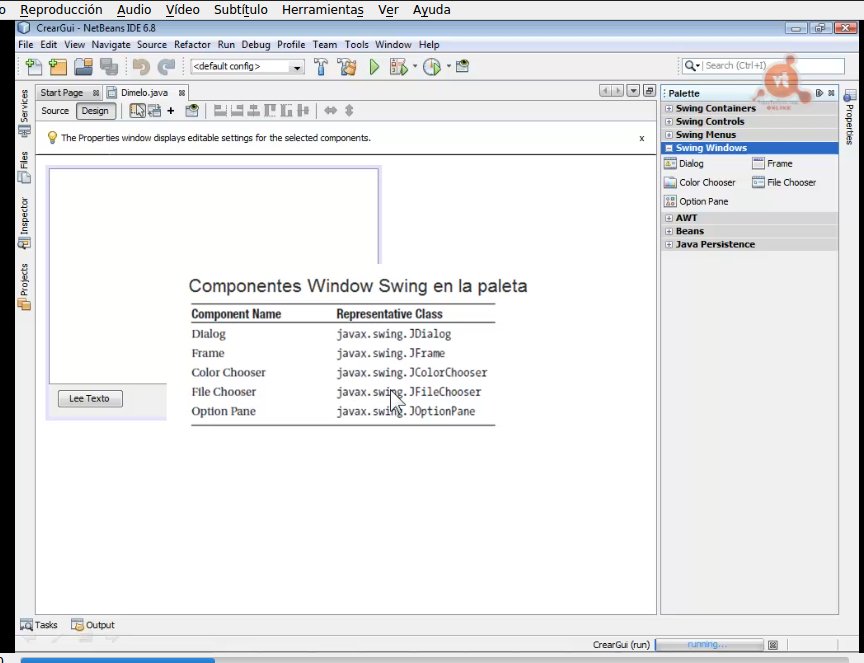 o Reproducción Audio Vídeo Subtítulo Herramientas Ver Ayuda
CrearGui - NetBeans IDE 6.8
File Edit View Navigate Source Refactor Run Debug Profile Team Tools Window Help
<default config>
Search (Ctrl+I)
Start Page
Dimelo.java
Source Design
The Properties window displays editable settings for the selected components.
x
Services
Files
Inspector
Projects
Lee Texto
Componentes Window Swing en la paleta
Component Name Representative Class
Dialog javax.swing.JDialog
Frame javax.swing.JFrame
Color Chooser javax.swing.JColorChooser
File Chooser javax.swing.JFileChooser
Option Pane javax.swing.JOptionPane
Palette
Swing Containers
Swing Controls
Swing Menus
Swing Windows
Dialog Frame
Color Chooser File Chooser
Option Pane
AWT
Beans
Java Persistence
Properties
vt
Tasks Output
CrearGui (run) running...